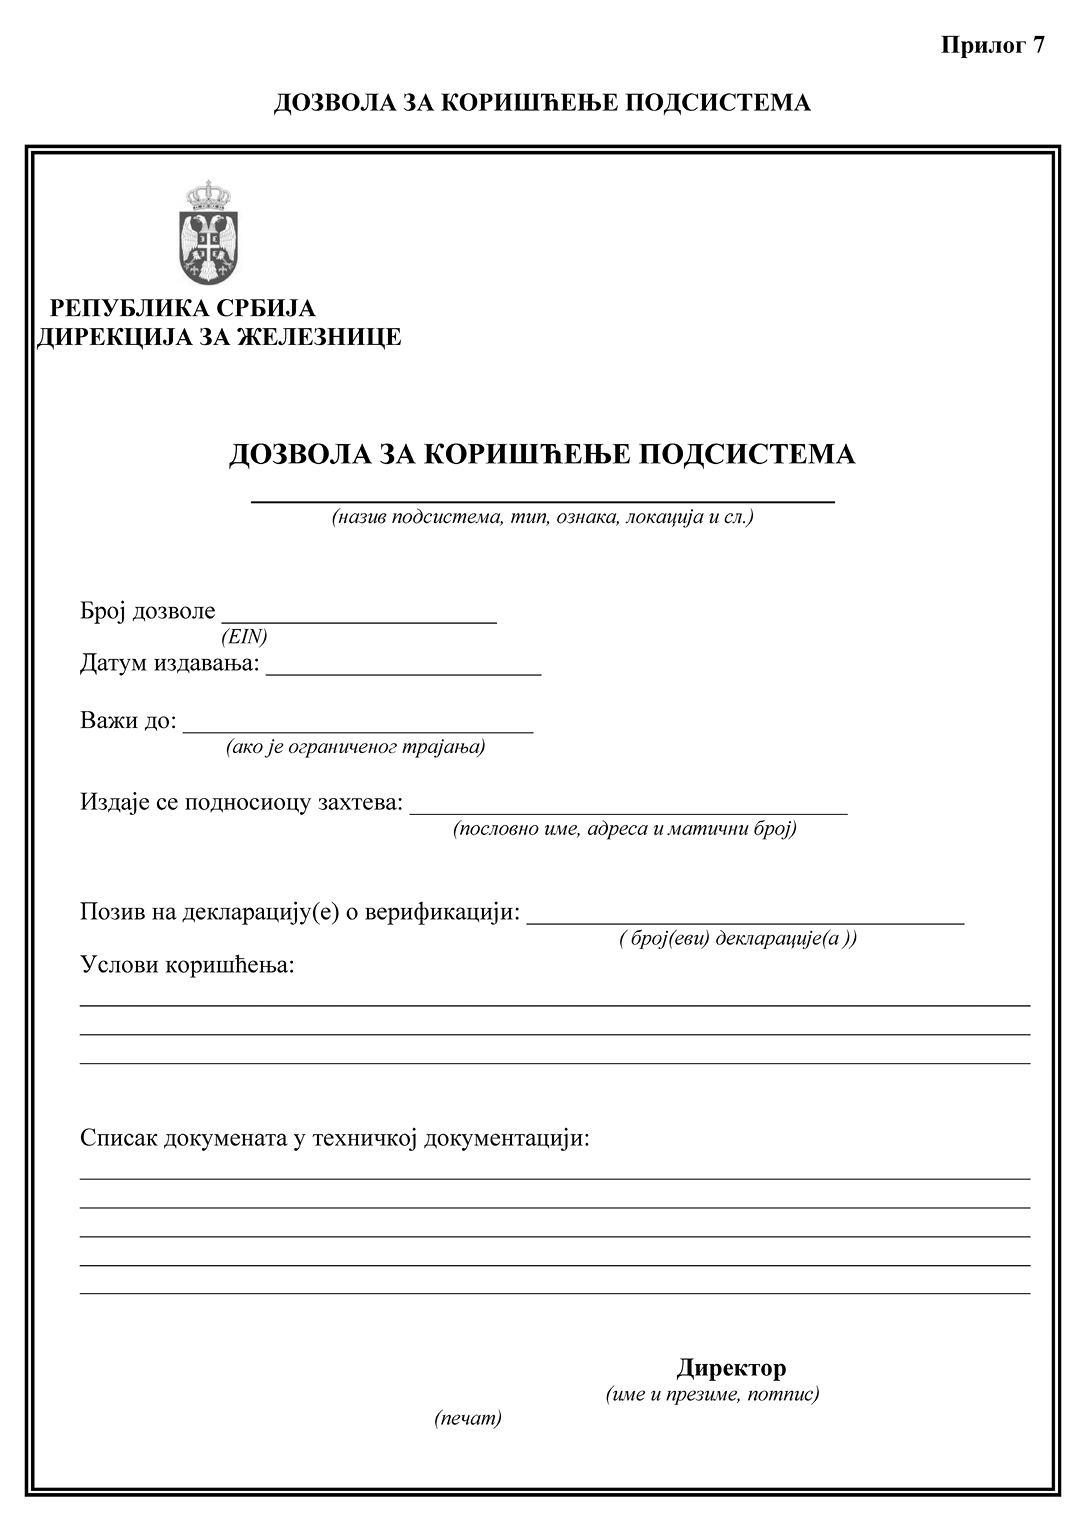 Прилог 7
ДОЗВОЛА ЗА КОРИШЋЕЊЕ ПОДСИСТЕМА
РЕПУБЛИКА СРБИЈА
ДИРЕКЦИЈА ЗА ЖЕЛЕЗНИЦЕ
ДОЗВОЛА ЗА КОРИШЋЕЊЕ ПОДСИСТЕМА
(назив подсистема, тип, ознака, локација и сл.)
Број дозволе
(EIN)
Датум издавања:
Важи до:
(ако је ограниченог трајања)
Издаје се подносиоцу захтева:
(пословно име, адреса и матични број)
Позив на декларацију(е) о верификацији:
( број(еви) декларације(а ))
Услови коришћења:
Списак докумената у техничкој документацији:
Директор
(име и презиме, потпис)
(печат)